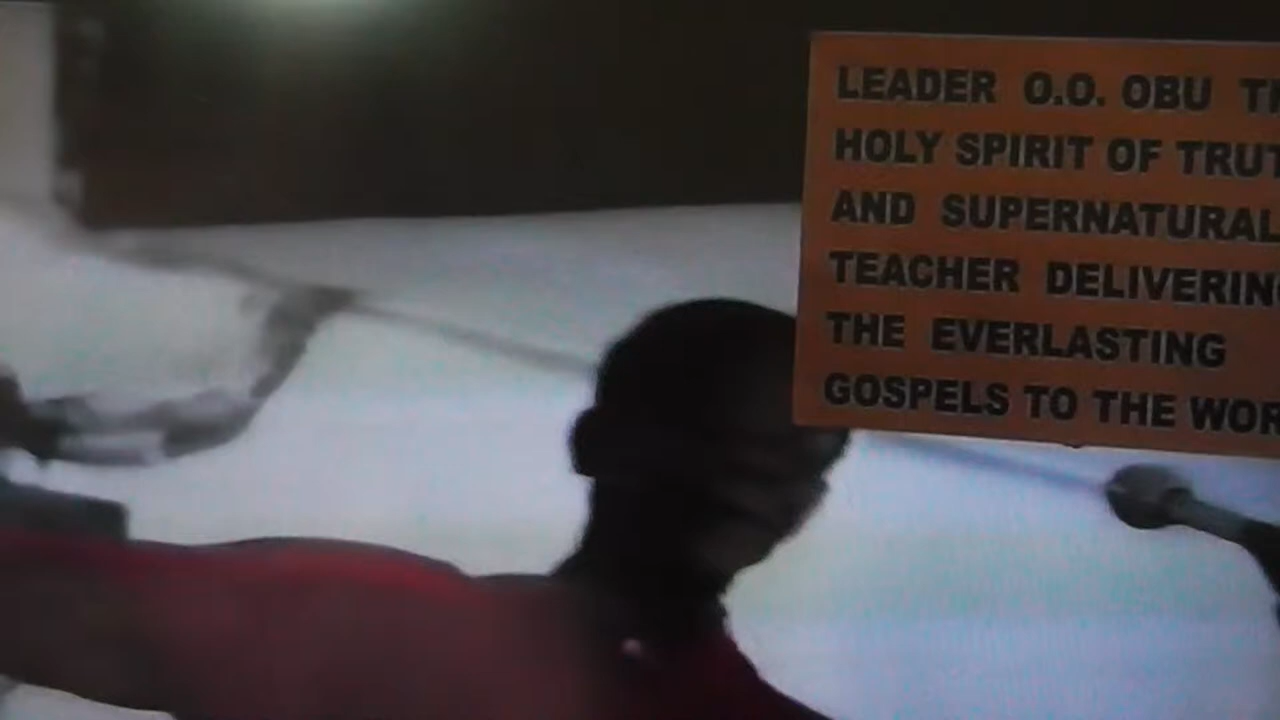 LEADER O.O. OBU
HOLY SPIRIT OF
AND SUPERNATURAL
TEACHER
THE EVERLASTING
GOSPELS TO THE